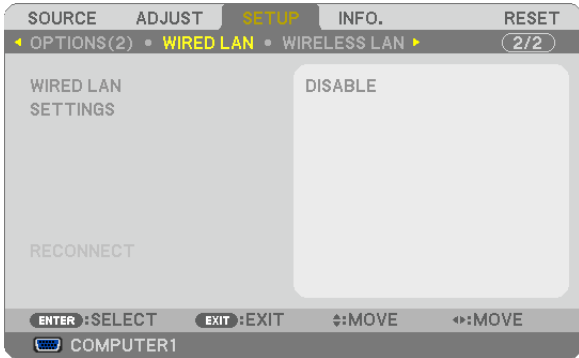 SOURCE ADJUST SETUP INFO. RESET
OPTIONS(2) • WIRED LAN • WIRELESS LAN 2/2
WIRED LAN DISABLE
SETTINGS
RECONNECT
ENTER :SELECT EXIT :EXIT :MOVE :MOVE
COMPUTER1